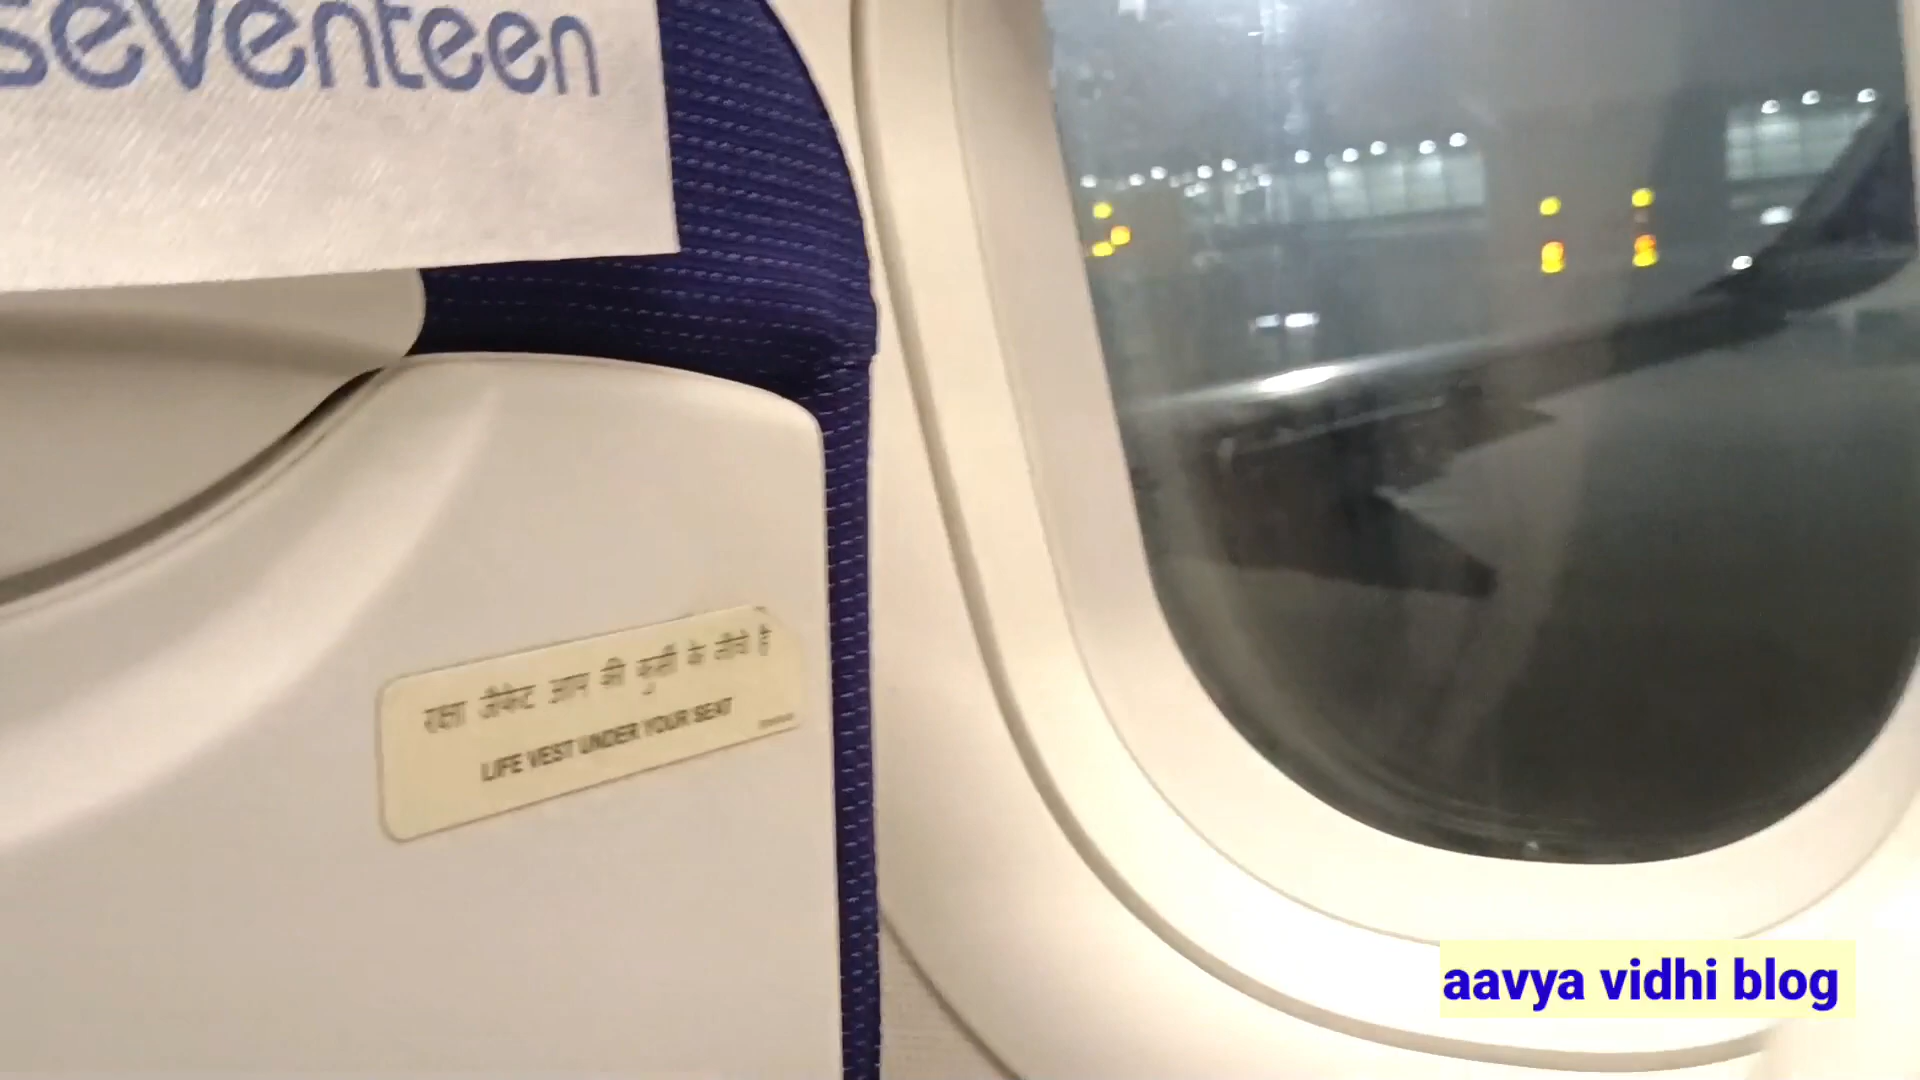 seventeen
रक्षा जैकेट आप की कुर्सी के नीचे है
LIFE VEST UNDER YOUR SEAT
aavya vidhi blog